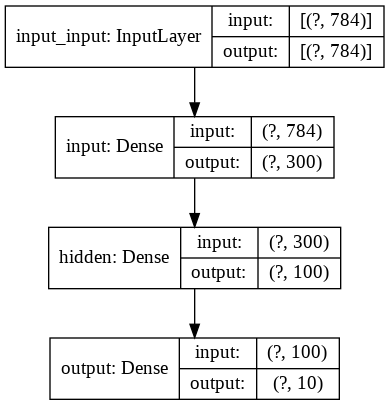 input_input: InputLayer
input: [(?, 784)]
output: [(?, 784)]
input: Dense
input: (?, 784)
output: (?, 300)
hidden: Dense
input: (?, 300)
output: (?, 100)
output: Dense
input: (?, 100)
output: (?, 10)